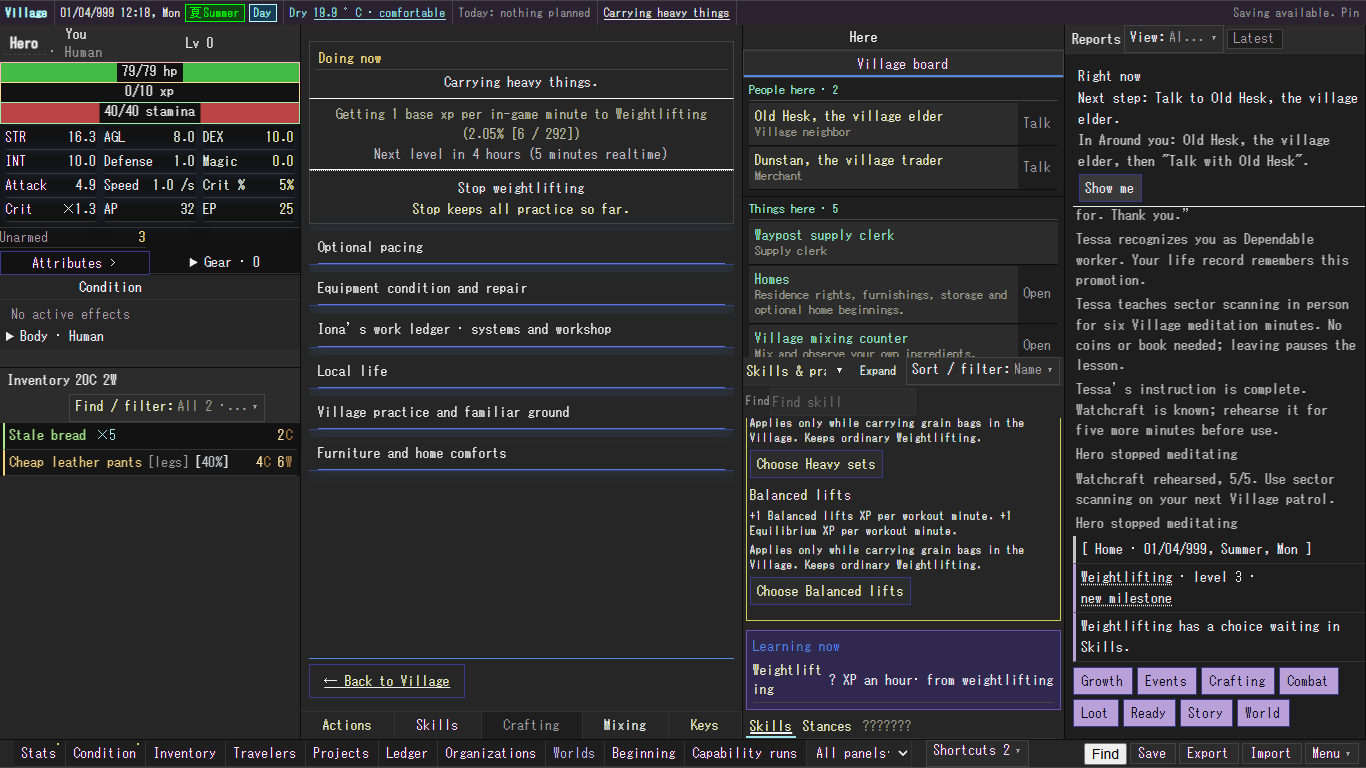 Village 01/04/999 12:18, Mon 夏Summer Day Dry 19.9 ° C · comfortable Today: nothing planned Carrying heavy things Saving available. Pin
Hero · You Human Lv 0
79/79 hp
0/10 xp
40/40 stamina
STR 16.3 AGL 8.0 DEX 10.0
INT 10.0 Defense 1.0 Magic 0.0
Attack 4.9 Speed 1.0 /s Crit % 5%
Crit ×1.3 AP 32 EP 25
Unarmed 3
Attributes > ▶ Gear · 0
Condition
No active effects
▶ Body · Human
Inventory 20C 2W
Find / filter: All 2 ·... ▾
Stale bread ×5 2C
Cheap leather pants [legs] [40%] 4C 6W
Doing now
Carrying heavy things.
Getting 1 base xp per in-game minute to Weightlifting
(2.05% [6 / 292])
Next level in 4 hours (5 minutes realtime)
Stop weightlifting
Stop keeps all practice so far.
Optional pacing
Equipment condition and repair
Iona's work ledger · systems and workshop
Local life
Village practice and familiar ground
Furniture and home comforts
← Back to Village
Actions Skills Crafting Mixing Keys
Here
Village board
People here · 2
Old Hesk, the village elder
Village neighbor
Talk
Dunstan, the village trader
Merchant
Talk
Things here · 5
Waypost supply clerk
Supply clerk
Homes
Residence rights, furnishings, storage and
optional home beginnings.
Open
Village mixing counter
Mix and observe your own ingredients.
Open
Skills & pra ▾ Expand Sort / filter: Name ▾
Find Find skill
Applies only while carrying grain bags in the
Village. Keeps ordinary Weightlifting.
Choose Heavy sets
Balanced lifts
+1 Balanced lifts XP per workout minute. +1
Equilibrium XP per workout minute.
Applies only while carrying grain bags in the
Village. Keeps ordinary Weightlifting.
Choose Balanced lifts
Learning now
Weightlift
ing
? XP an hour· from weightlifting
Skills Stances ???????
Reports View: Al... ▾ Latest
Right now
Next step: Talk to Old Hesk, the village
elder.
In Around you: Old Hesk, the village
elder, then "Talk with Old Hesk".
Show me
for. Thank you."
Tessa recognizes you as Dependable
worker. Your life record remembers this
promotion.
Tessa teaches sector scanning in person
for six Village meditation minutes. No
coins or book needed; leaving pauses the
lesson.
Tessa's instruction is complete.
Watchcraft is known; rehearse it for
five more minutes before use.
Hero stopped meditating
Watchcraft rehearsed, 5/5. Use sector
scanning on your next Village patrol.
Hero stopped meditating
[ Home · 01/04/999, Summer, Mon ]
Weightlifting · level 3 ·
new milestone
Weightlifting has a choice waiting in
Skills.
Growth Events Crafting Combat
Loot Ready Story World
Stats Condition Inventory Travelers Projects Ledger Organizations Worlds Beginning Capability runs All panels· Shortcuts 2 ▾ Find Save Export Import Menu ▾